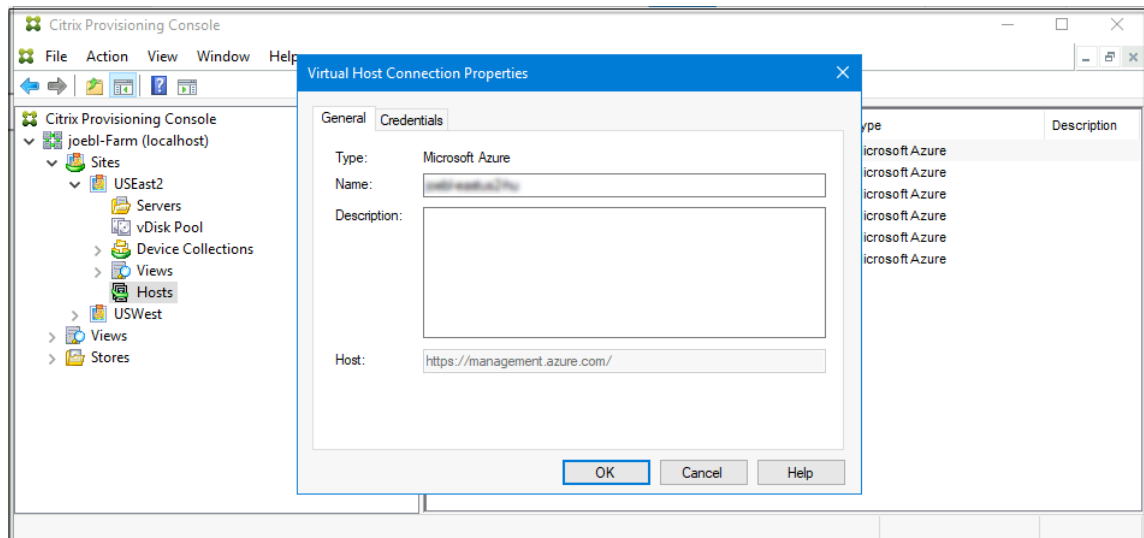 Citrix Provisioning Console
File Action View Window Help
Virtual Host Connection Properties
General Credentials
Type: Microsoft Azure
Name:
Description:
Host: https://management.azure.com/
OK Cancel Help
Citrix Provisioning Console
joebl-Farm (localhost)
Sites
USEast2
Servers
vDisk Pool
Device Collections
Views
Hosts
USWest
Views
Stores
ype Description
icrosoft Azure
icrosoft Azure
icrosoft Azure
icrosoft Azure
icrosoft Azure
icrosoft Azure